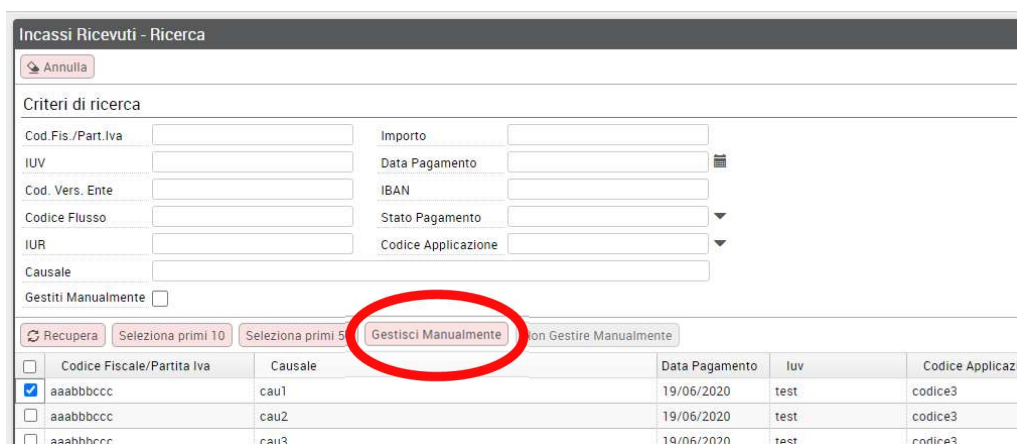 Incassi Ricevuti - Ricerca
Annulla
Criteri di ricerca
Cod.Fis./Part.Iva Importo
IUV Data Pagamento
Cod. Vers. Ente IBAN
Codice Flusso Stato Pagamento
IUR Codice Applicazione
Causale
Gestiti Manualmente
Recupera Seleziona primi 10 Seleziona primi Gestisci Manualmente Gestire Manualmente
Codice Fiscale/Partita Iva Causale Data Pagamento Iuv Codice Applicazi
aaabbbccc cau1 19/06/2020 test codice3
aaabbbccc cau2 19/06/2020 test codice3
aaabbbccc cau3 19/06/2020 test codice3